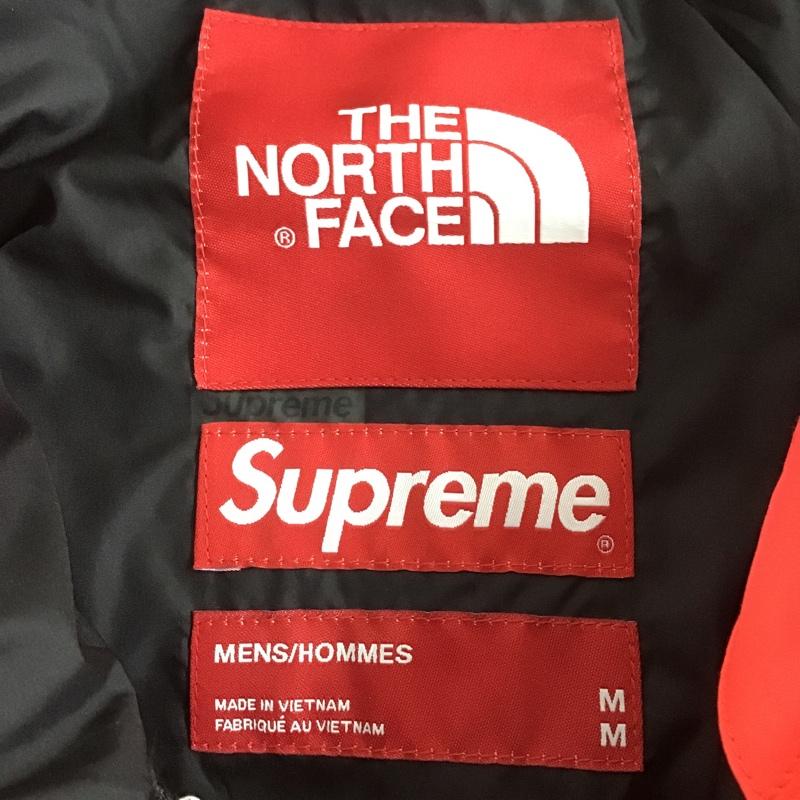 THE
NORTH
FACE
®
Supreme
Supreme
®
MENS/HOMMES
MADE IN VIETNAM M
FABRIQUÉ AU VIETNAM M